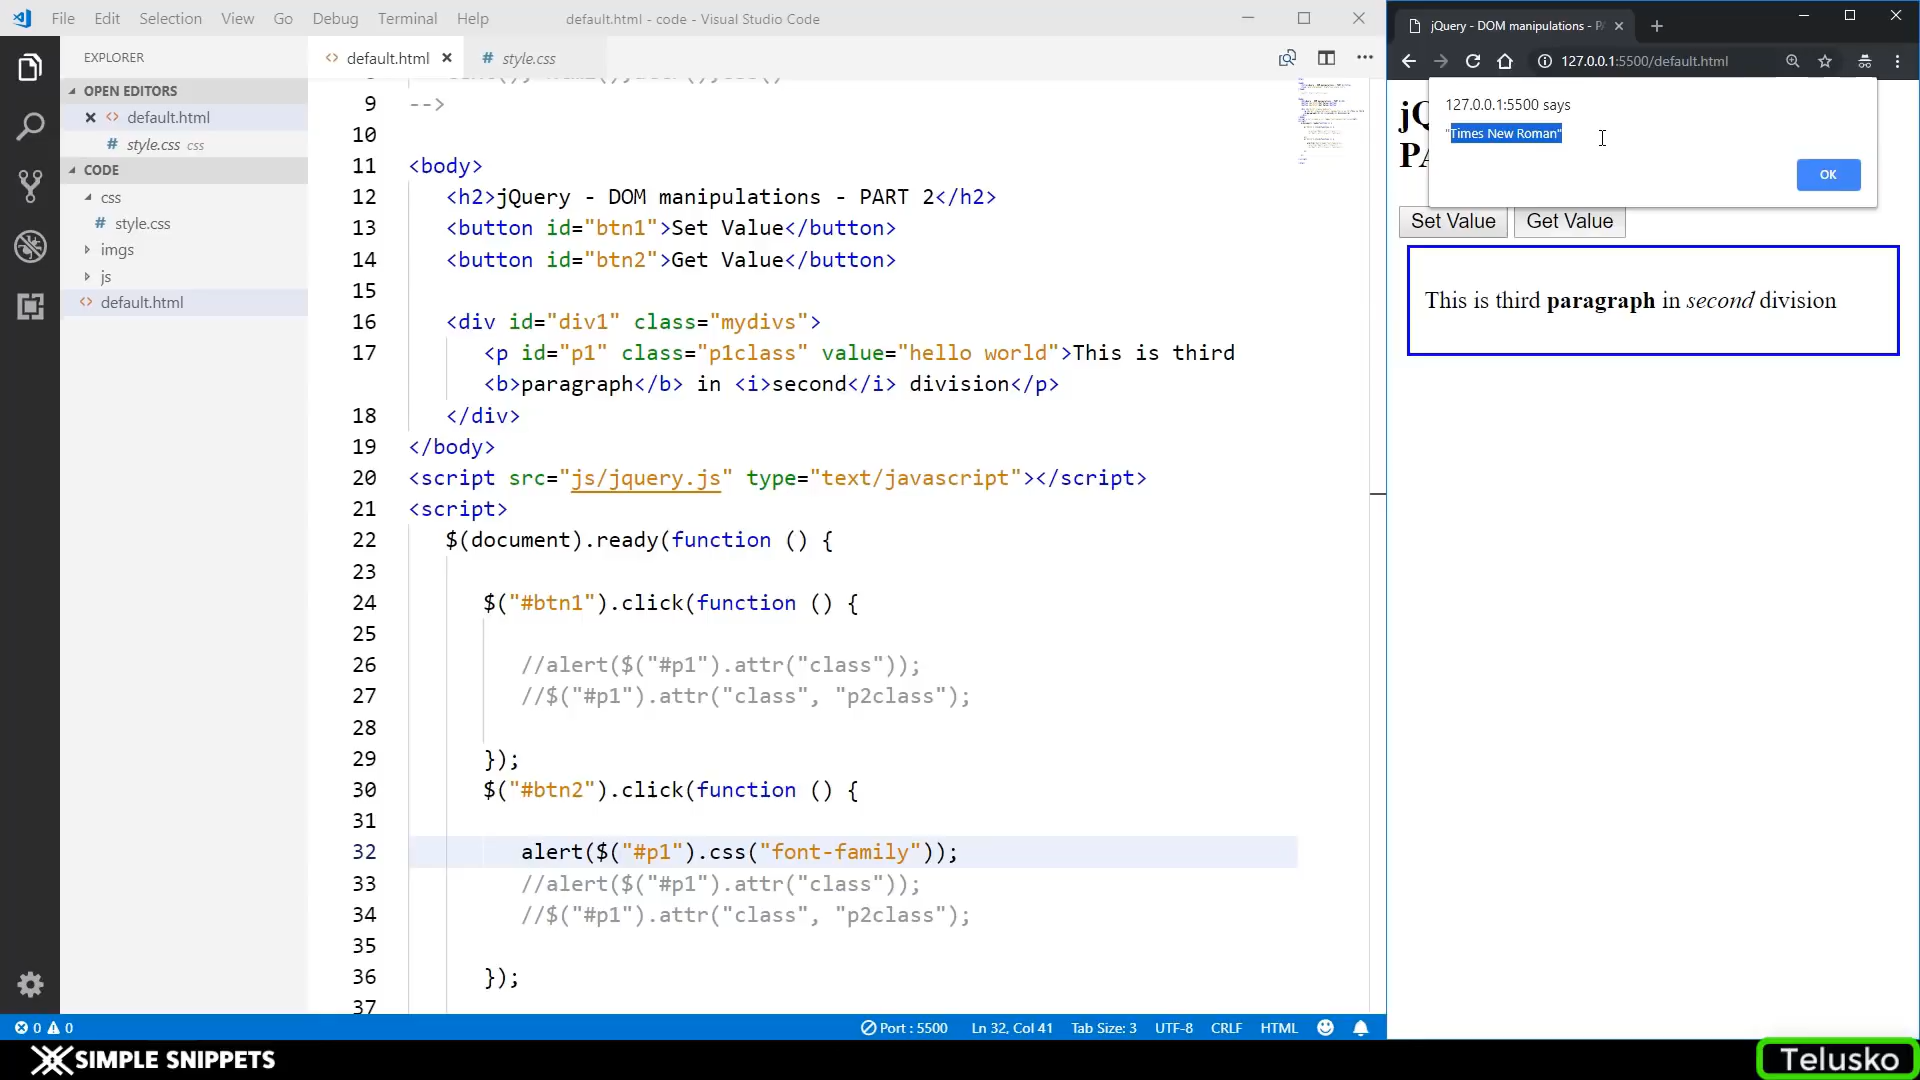 File Edit Selection View Go Debug Terminal Help
default.html - code - Visual Studio Code
EXPLORER
OPEN EDITORS
default.html
style.css css
CODE
css
style.css
imgs
js
default.html
default.html
style.css
9 -->
10
11 <body>
12 <h2>jQuery - DOM manipulations - PART 2</h2>
13 <button id="btn1">Set Value</button>
14 <button id="btn2">Get Value</button>
15
16 <div id="div1" class="mydivs">
17 <p id="p1" class="p1class" value="hello world">This is third
<b>paragraph</b> in <i>second</i> division</p>
18 </div>
19 </body>
20 <script src="js/jquery.js" type="text/javascript"></script>
21 <script>
22 $(document).ready(function () {
23
24 $("#btn1").click(function () {
25
26 //alert($("#p1").attr("class"));
27 //$("#p1").attr("class", "p2class");
28
29 });
30 $("#btn2").click(function () {
31
32 alert($("#p1").css("font-family"));
33 //alert($("#p1").attr("class"));
34 //$("#p1").attr("class", "p2class");
35
36 });
37
0 0
Port : 5500 Ln 32, Col 41 Tab Size: 3 UTF-8 CRLF HTML
jQuery - DOM manipulations - P
127.0.0.1:5500/default.html
127.0.0.1:5500 says
"Times New Roman"
OK
Set Value Get Value
This is third paragraph in second division
SIMPLE SNIPPETS
Telusko